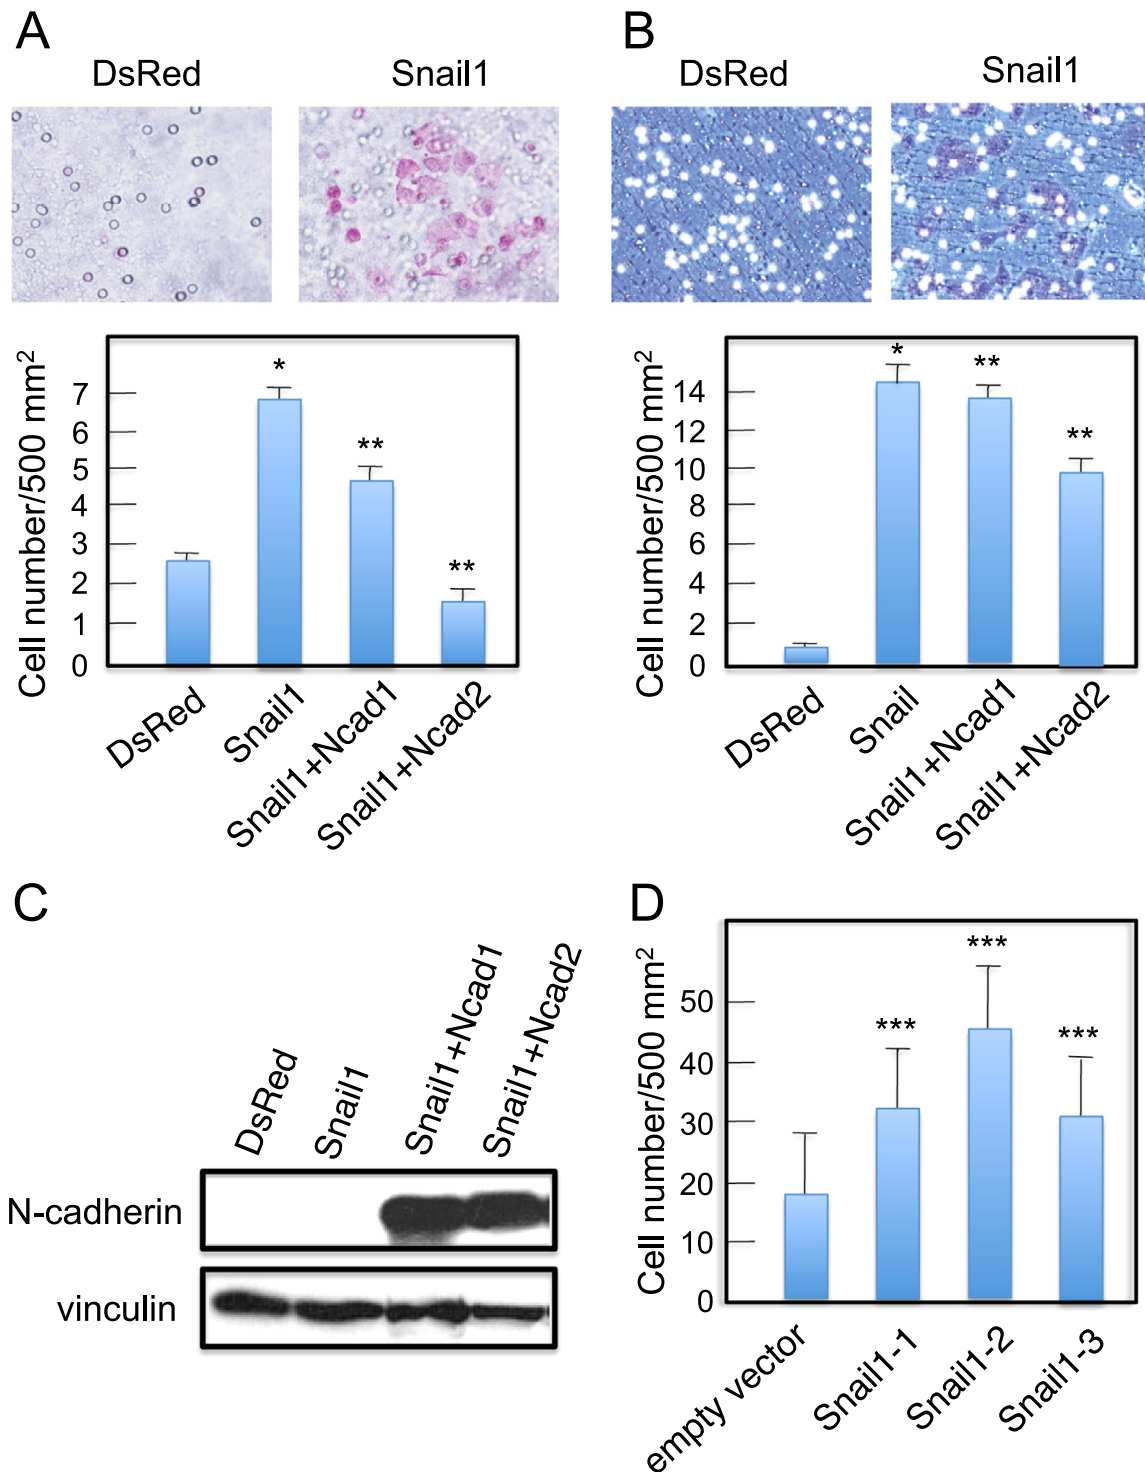 A
DsRed
Snail1
Cell number/500 mm²
7
6
5
4
3
2
1
0
*
**
**
DsRed
Snail1
Snail1+Ncad1
Snail1+Ncad2
B
DsRed
Snail1
Cell number/500 mm²
14
12
10
8
6
4
2
0
*
**
**
DsRed
Snail
Snail1+Ncad1
Snail1+Ncad2
C
DsRed
Snail1
Snail1+Ncad1
Snail1+Ncad2
N-cadherin
vinculin
D
Cell number/500 mm²
50
40
30
20
10
0
***
***
***
empty vector
Snail1-1
Snail1-2
Snail1-3